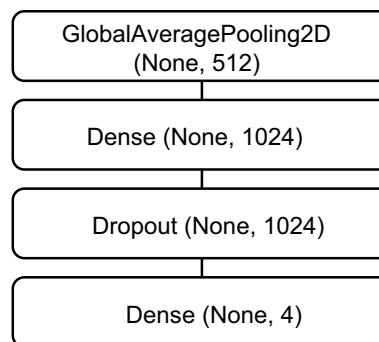 GlobalAveragePooling2D
(None, 512)
Dense (None, 1024)
Dropout (None, 1024)
Dense (None, 4)